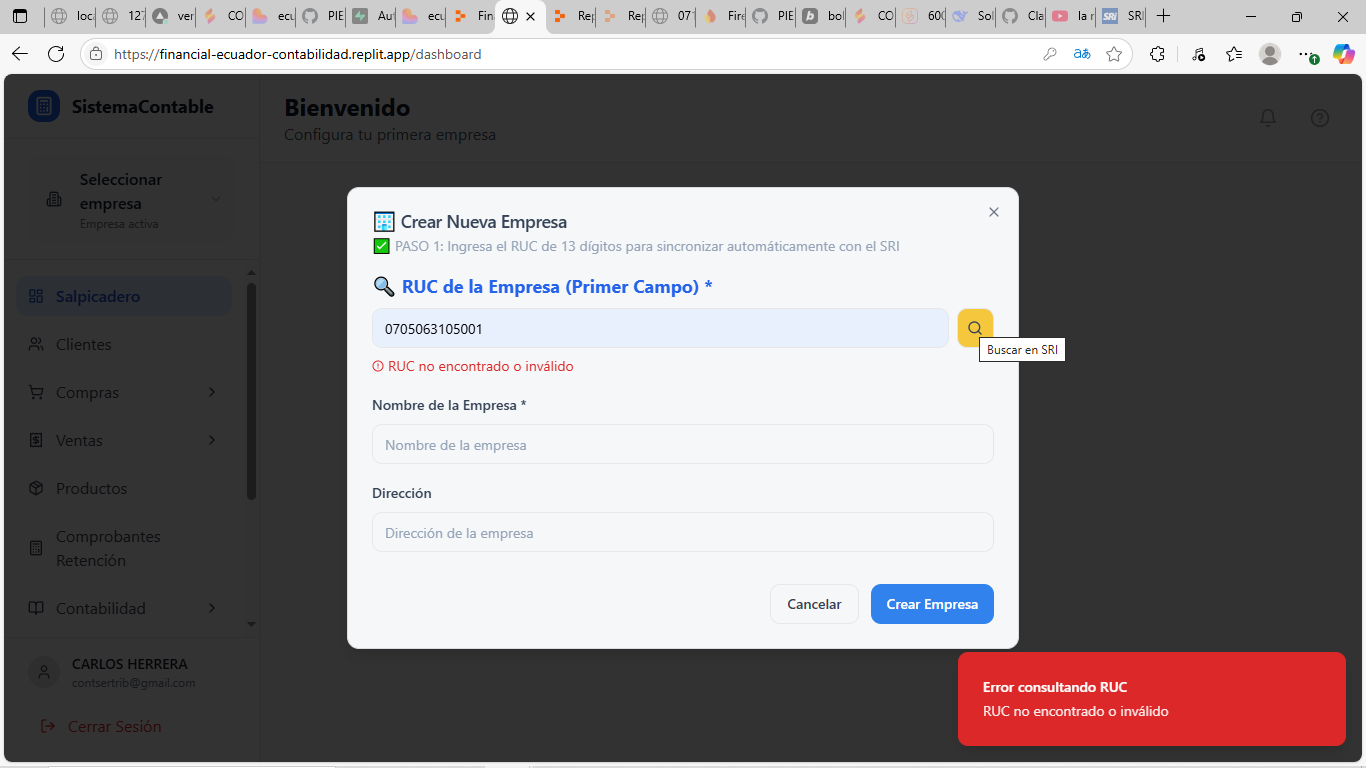 loca
127
ver
CO
ecu
PIE
Aut
ecu
Fin
Rep
Rep
07
Fire
PIE
bol
CO
600
Sol
Cla
la r
SRI
https://financial-ecuador-contabilidad.replit.app/dashboard
SistemaContable
Bienvenido
Configura tu primera empresa
Seleccionar
empresa
Empresa activa
Salpicadero
Clientes
Compras
Ventas
Productos
Comprobantes
Retención
Contabilidad
CARLOS HERRERA
contsertrib@gmail.com
Cerrar Sesión
Crear Nueva Empresa
PASO 1: Ingresa el RUC de 13 dígitos para sincronizar automáticamente con el SRI
RUC de la Empresa (Primer Campo) *
0705063105001
Buscar en SRI
RUC no encontrado o inválido
Nombre de la Empresa *
Nombre de la empresa
Dirección
Dirección de la empresa
Cancelar
Crear Empresa
Error consultando RUC
RUC no encontrado o inválido